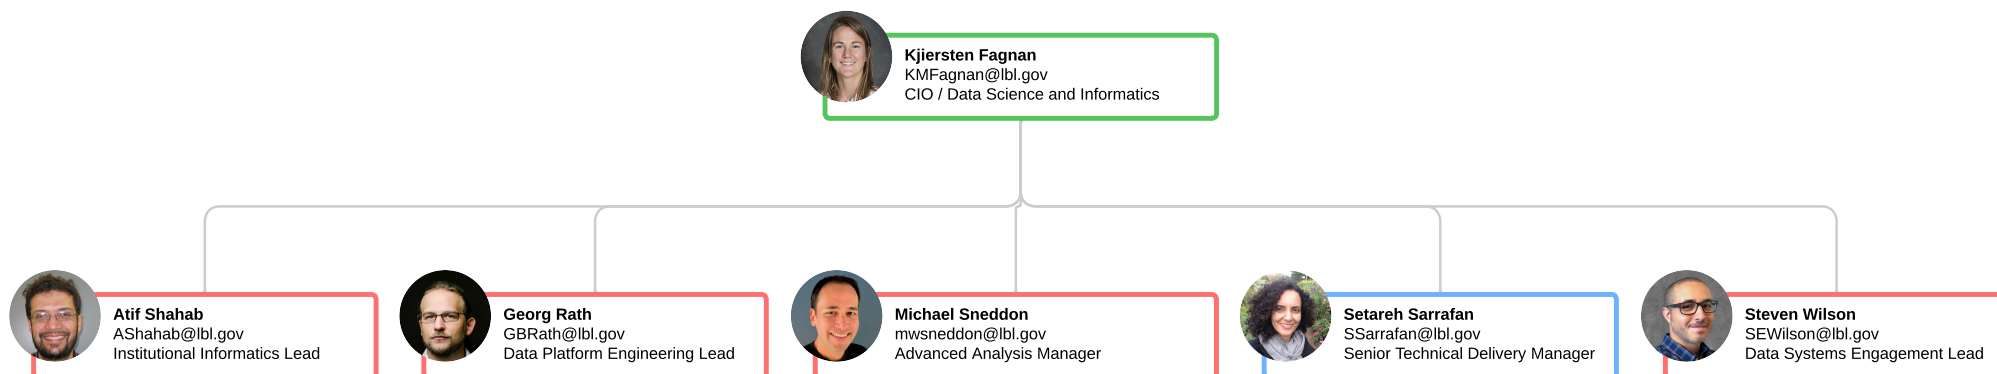 Kjiersten Fagnan
KMFagnan@lbl.gov
CIO / Data Science and Informatics
Atif Shahab
AShahab@lbl.gov
Institutional Informatics Lead
Georg Rath
GBRath@lbl.gov
Data Platform Engineering Lead
Michael Sneddon
mwsneddon@lbl.gov
Advanced Analysis Manager
Setareh Sarrafan
SSarrafan@lbl.gov
Senior Technical Delivery Manager
Steven Wilson
SEWilson@lbl.gov
Data Systems Engagement Lead